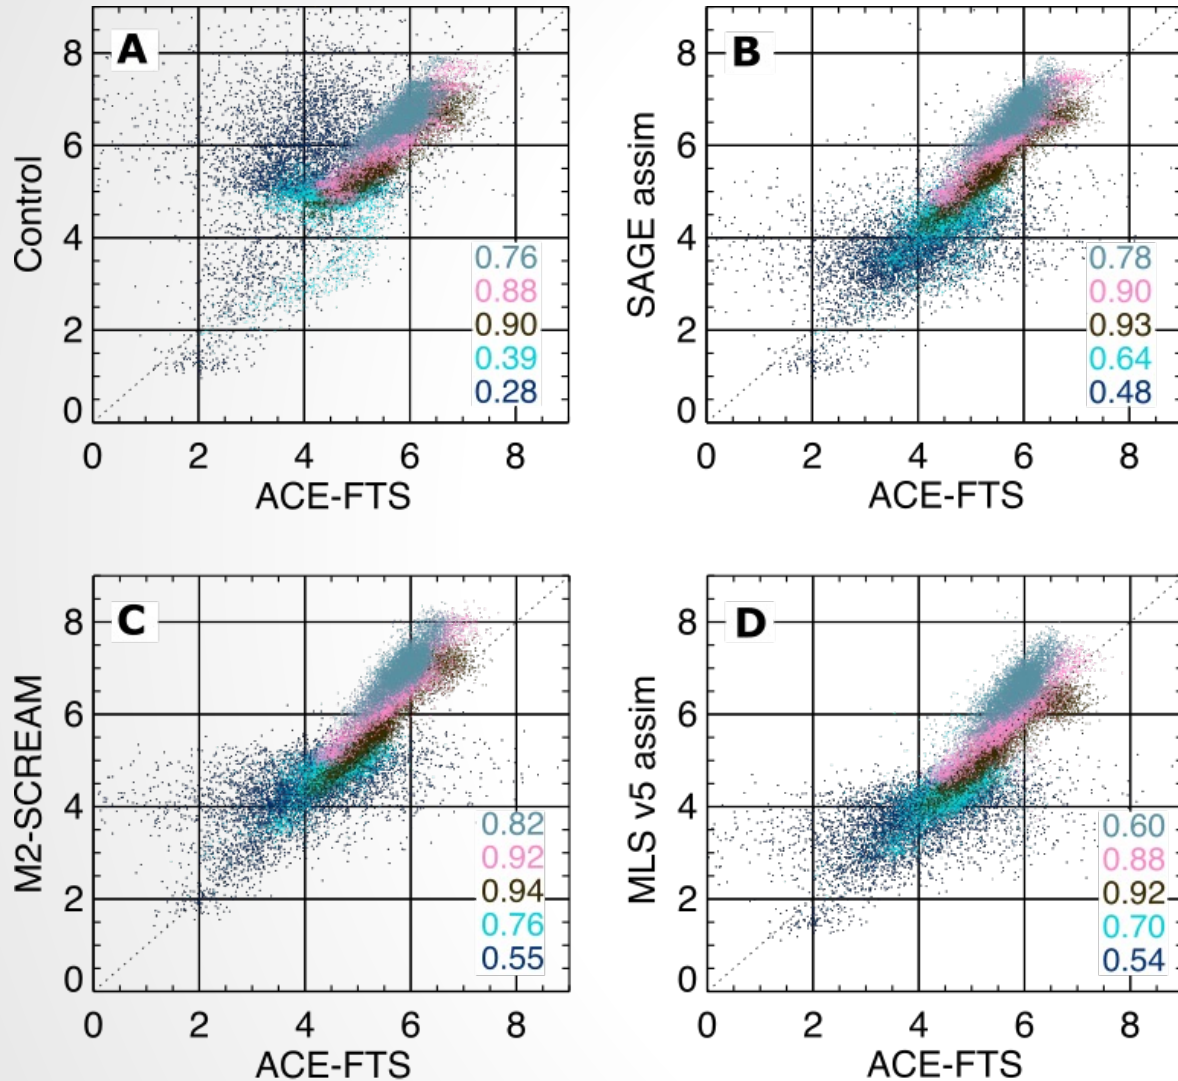 A
Control
8
6
4
2
0
0.76
0.88
0.90
0.39
0.28
0 2 4 6 8
ACE-FTS
B
SAGE assim
8
6
4
2
0
0.78
0.90
0.93
0.64
0.48
0 2 4 6 8
ACE-FTS
C
M2-SCREAM
8
6
4
2
0
0.82
0.92
0.94
0.76
0.55
0 2 4 6 8
ACE-FTS
D
MLS v5 assim
8
6
4
2
0
0.60
0.88
0.92
0.70
0.54
0 2 4 6 8
ACE-FTS